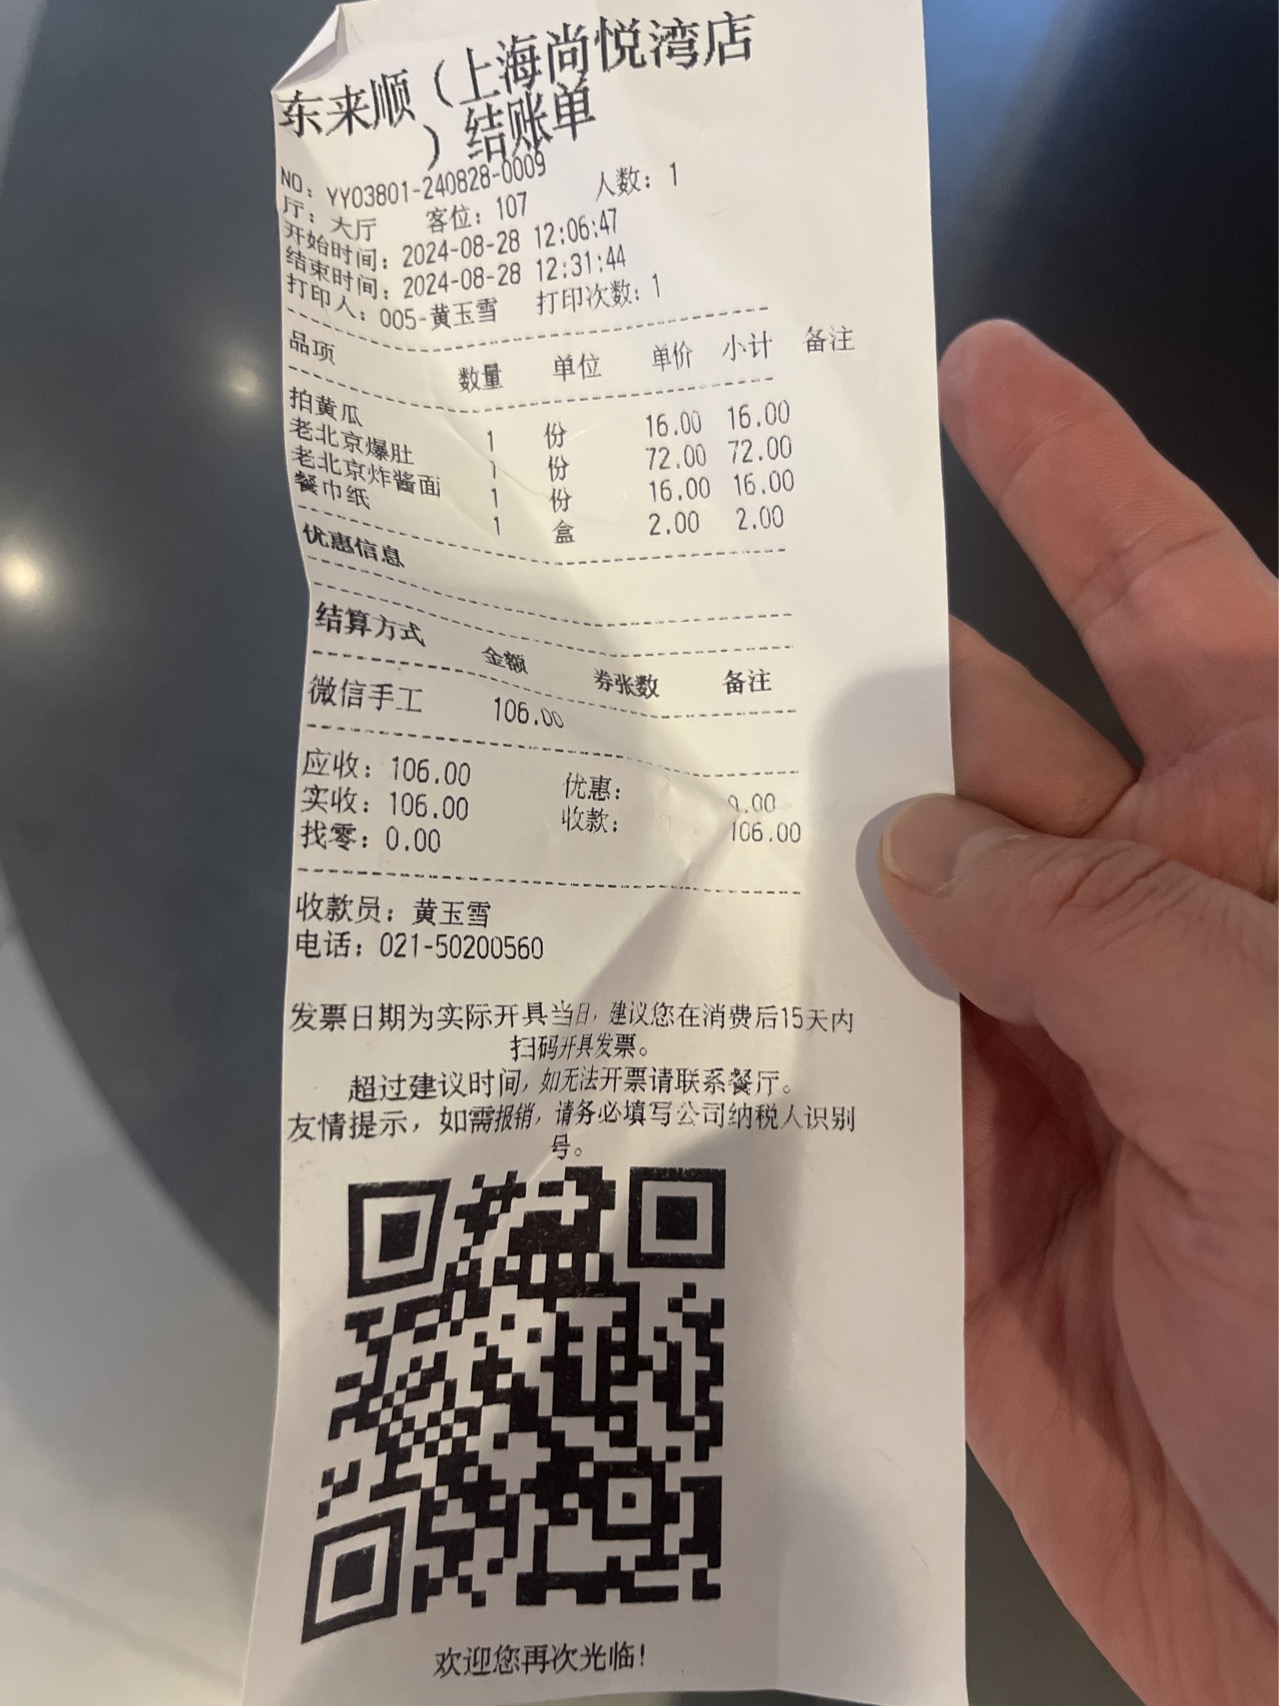 东来顺（上海尚悦湾店
）结账单
NO：YY03801-240828-0009
厅：大厅 客位：107 人数：1
开始时间：2024-08-28 12:06:47
结束时间：2024-08-28 12:31:44
打印人：005-黄玉雪 打印次数：1
品项 数量 单位 单价 小计 备注
拍黄瓜 1 份 16.00 16.00
老北京爆肚 1 份 72.00 72.00
老北京炸酱面 1 份 16.00 16.00
餐巾纸 1 盒 2.00 2.00
优惠信息
结算方式 金额 券张数 备注
微信手工 106.00
应收：106.00 优惠： 0.00
实收：106.00 收款： 106.00
找零：0.00
收款员：黄玉雪
电话：021-50200560
发票日期为实际开具当日，建议您在消费后15天内
扫码开具发票。
超过建议时间，如无法开票请联系餐厅。
友情提示，如需报销，请务必填写公司纳税人识别
号。
欢迎您再次光临！